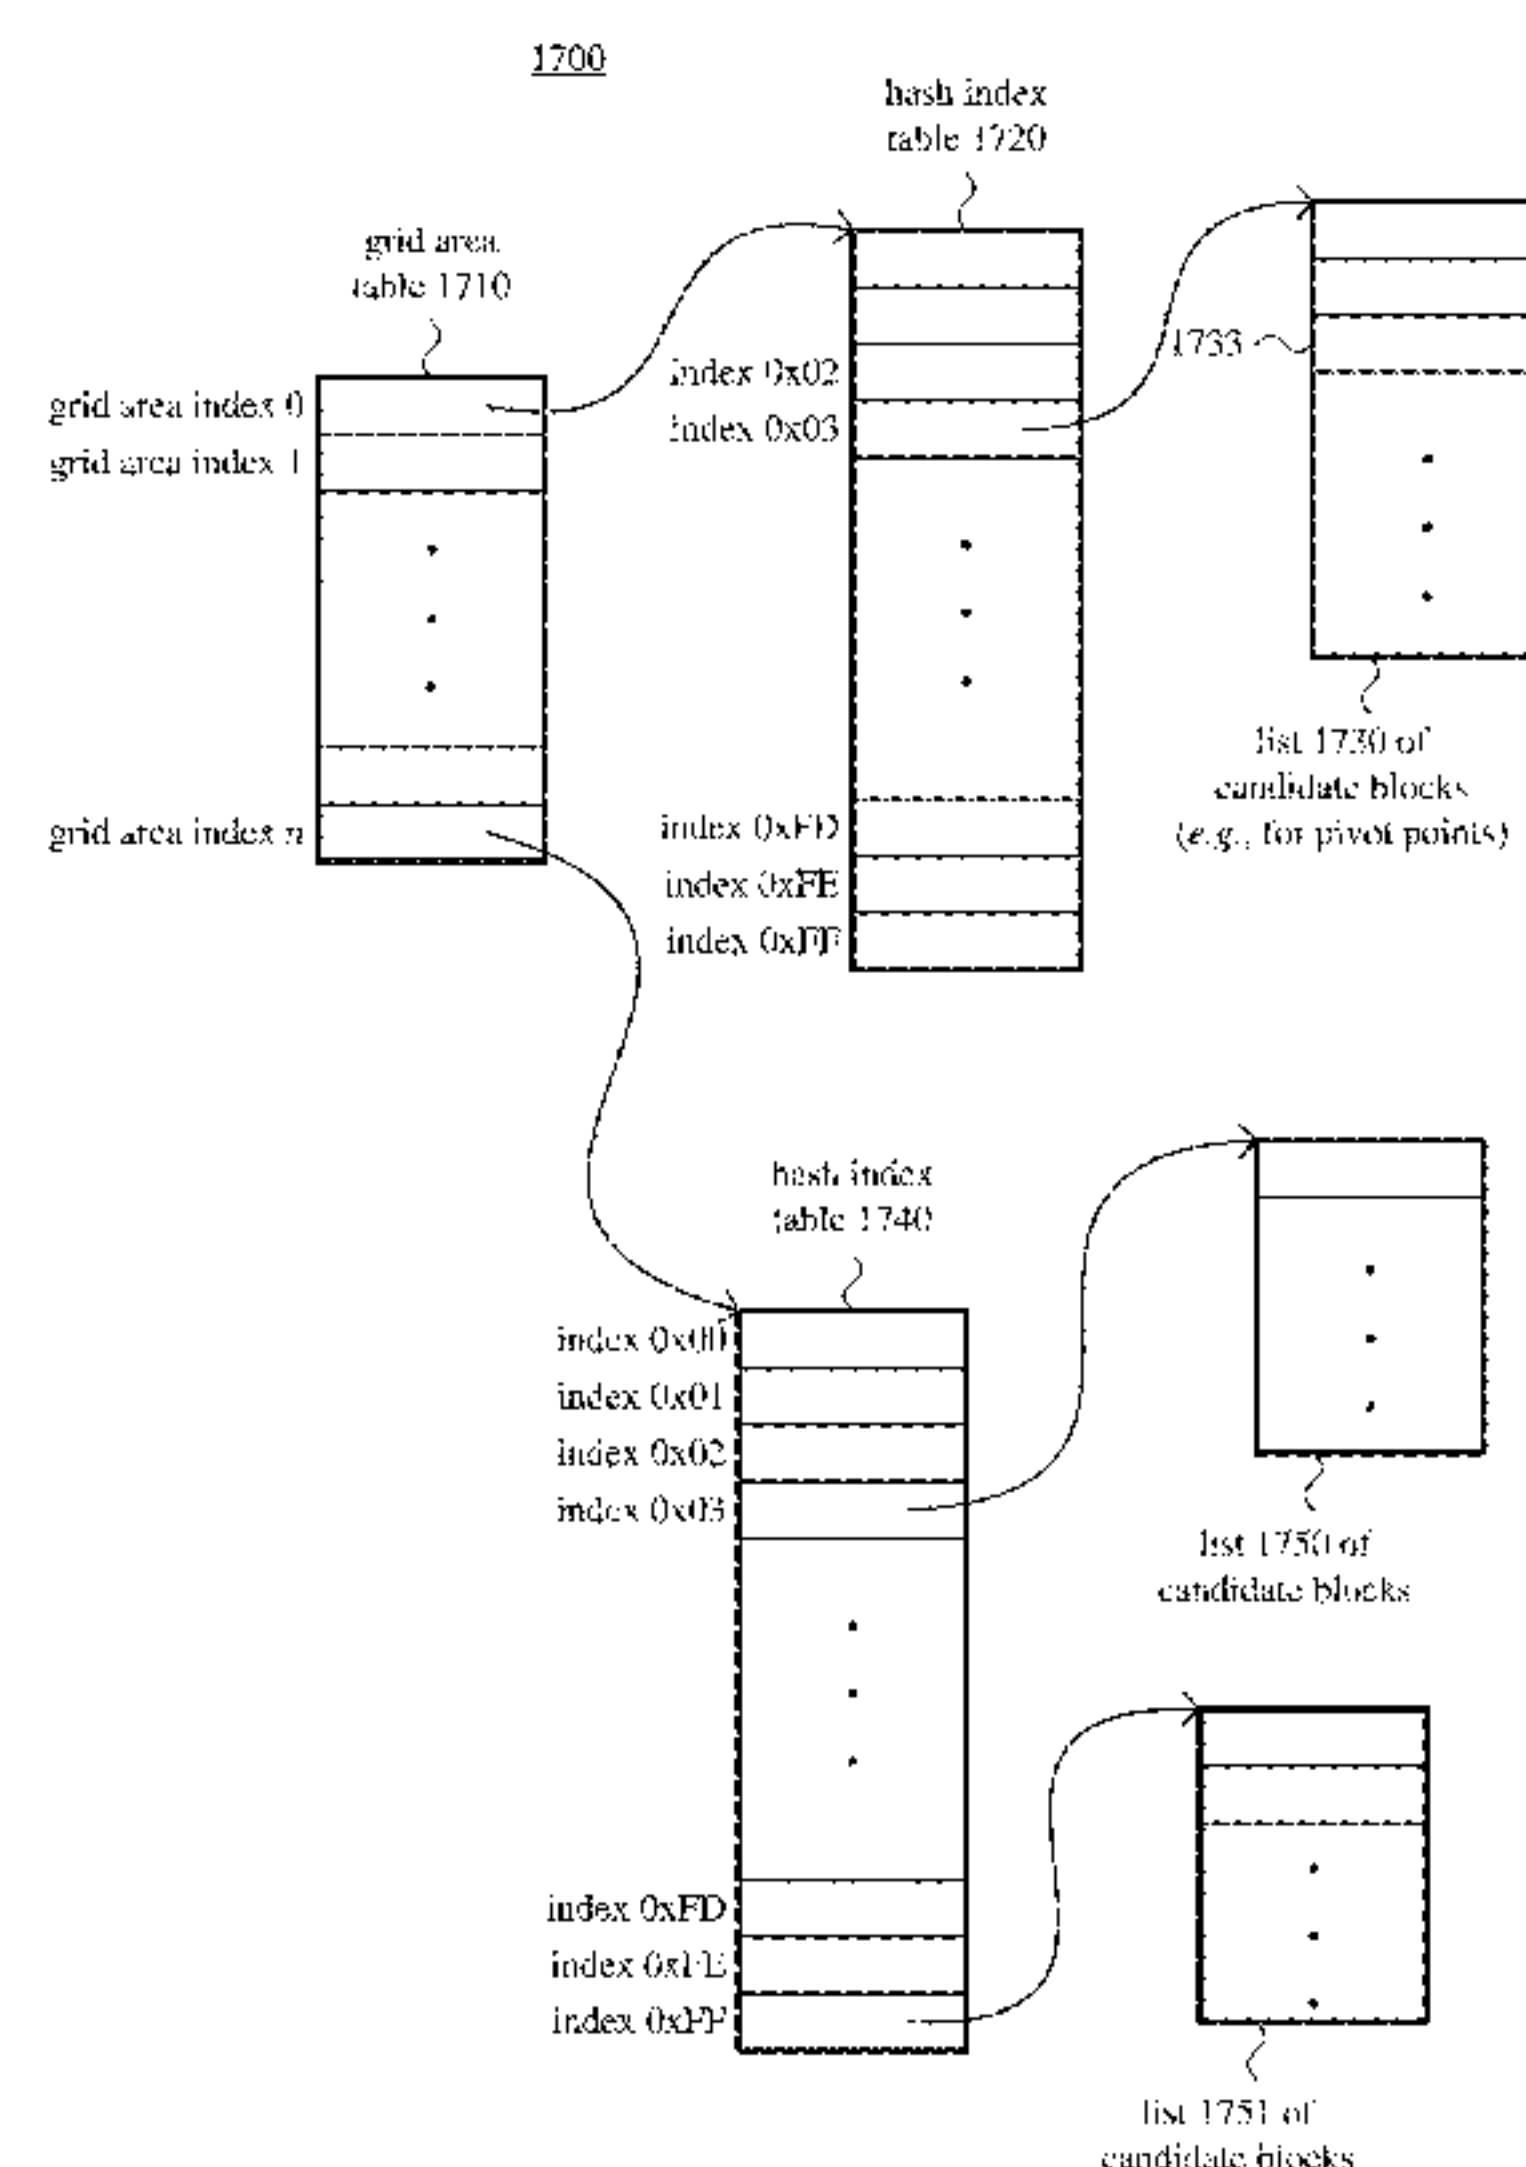 1700
hash index
table 1720
grid area
table 1710
1733
index 0x02
grid area index 0
index 0x03
grid area index 1
list 1730 of
candidate blocks
(e.g., for pivot points)
index 0xFD
grid area index n
index 0xFE
index 0xFF
hash index
table 1740
index 0x00
index 0x01
index 0x02
index 0x03
list 1750 of
candidate blocks
index 0xFD
index 0xFE
index 0xFF
list 1751 of
candidate blocks